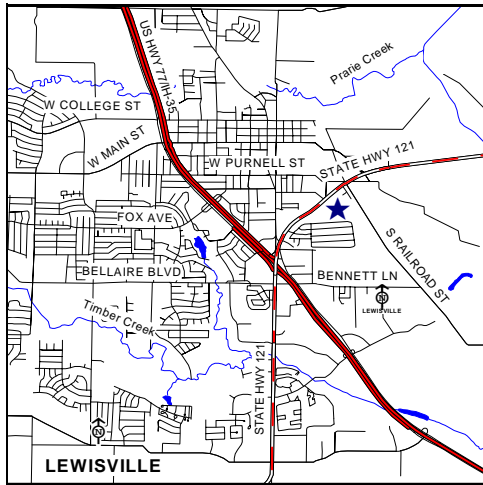 US HWY 77/IH-35
Prarie Creek
W COLLEGE ST
W MAIN ST
W PURNELL ST
STATE HWY 121
FOX AVE
S RAILROAD ST
BELLAIRE BLVD
BENNETT LN
N
LEWISVILLE
Timber Creek
STATE HWY 121
N
LEWISVILLE